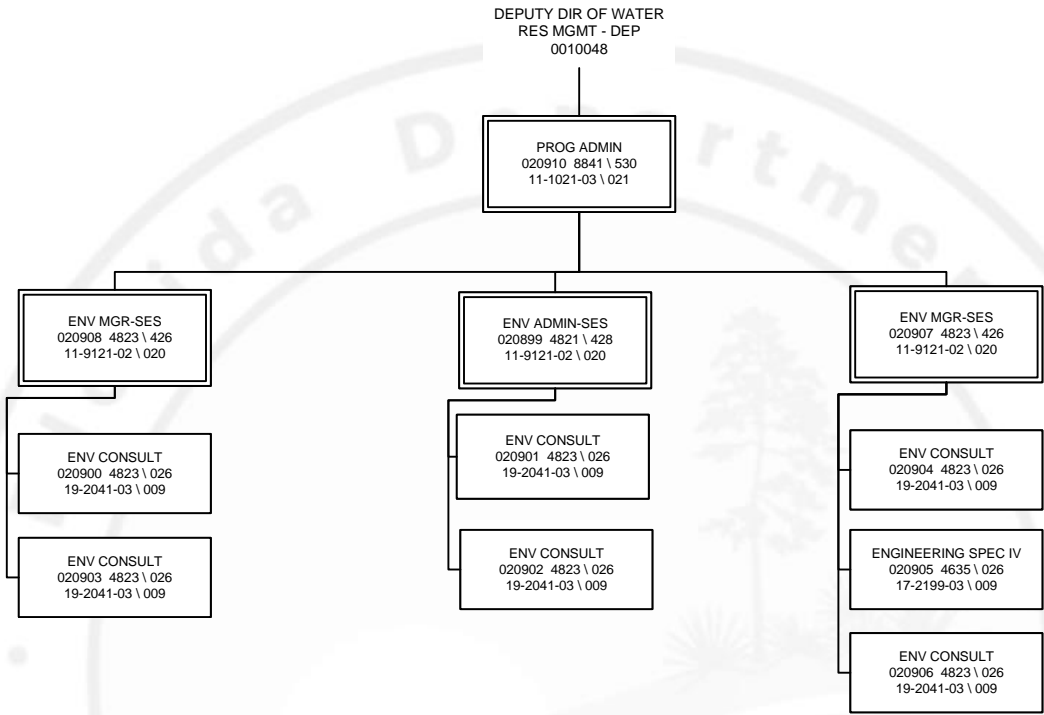 DEPUTY DIR OF WATER
RES MGMT - DEP
0010048
PROG ADMIN
020910 8841 \ 530
11-1021-03 \ 021
ENV MGR-SES
020908 4823 \ 426
11-9121-02 \ 020
ENV CONSULT
020900 4823 \ 026
19-2041-03 \ 009
ENV CONSULT
020903 4823 \ 026
19-2041-03 \ 009
ENV ADMIN-SES
020899 4821 \ 428
11-9121-02 \ 020
ENV CONSULT
020901 4823 \ 026
19-2041-03 \ 009
ENV CONSULT
020902 4823 \ 026
19-2041-03 \ 009
ENV MGR-SES
020907 4823 \ 426
11-9121-02 \ 020
ENV CONSULT
020904 4823 \ 026
19-2041-03 \ 009
ENGINEERING SPEC IV
020905 4635 \ 026
17-2199-03 \ 009
ENV CONSULT
020906 4823 \ 026
19-2041-03 \ 009